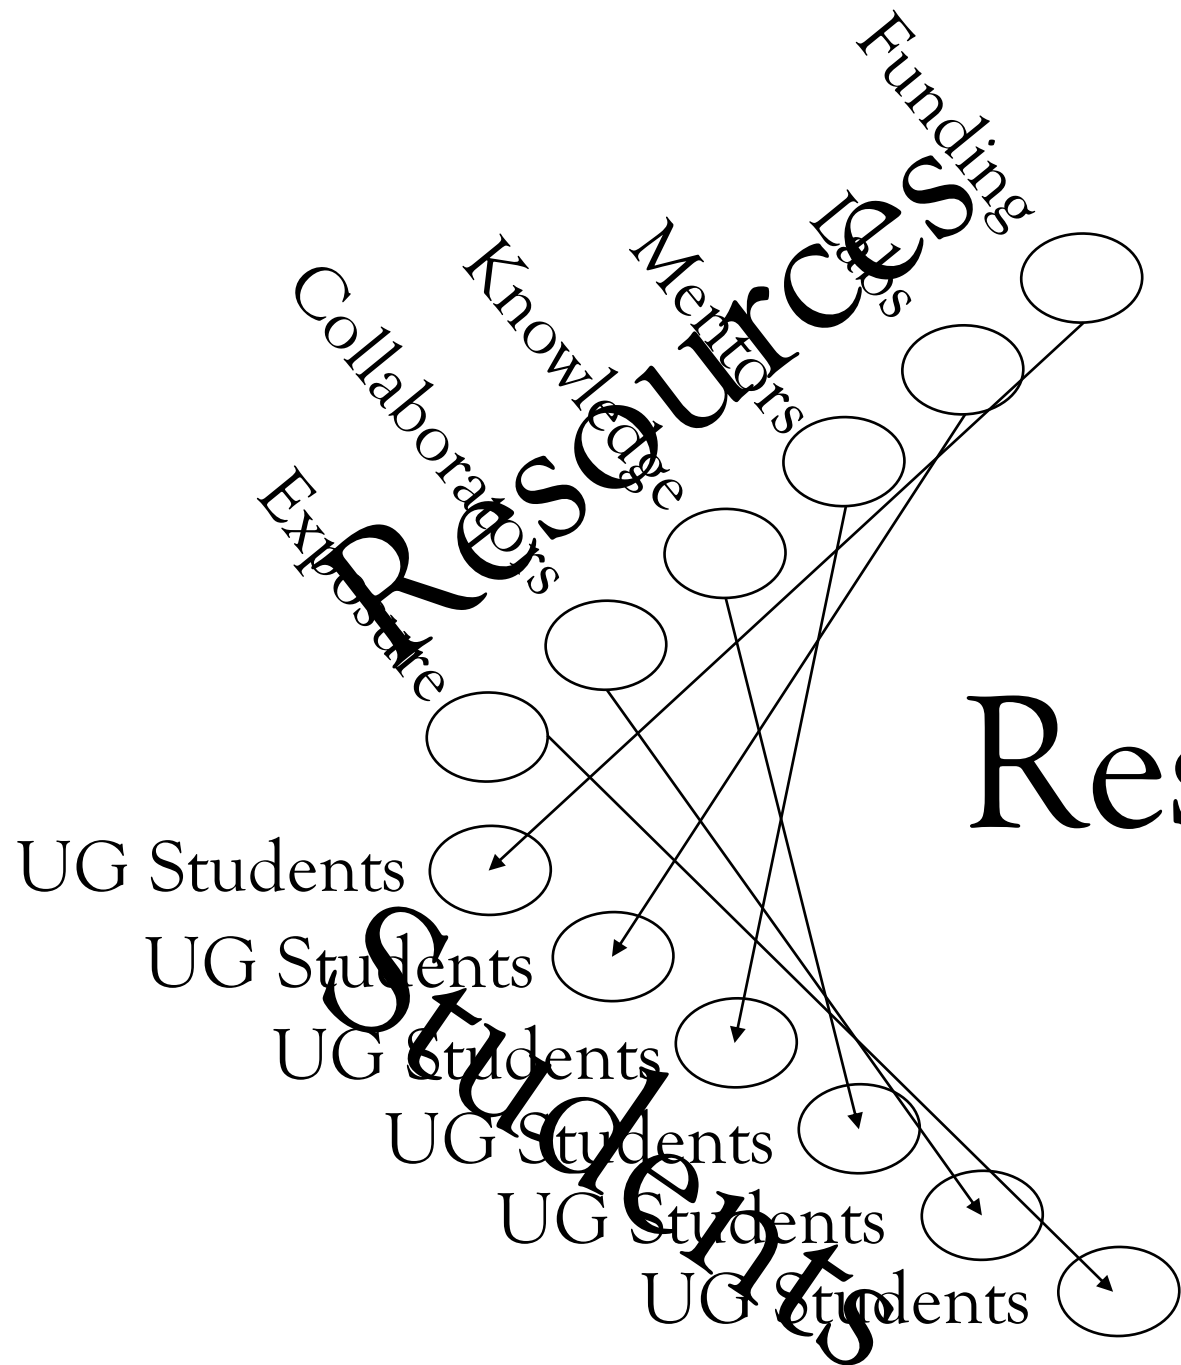 Funding
Labs
Mentors
Knowledge
Collaborators
Exposure
Resources
Res
UG Students
UG Students
UG Students
UG Students
UG Students
UG Students
Students